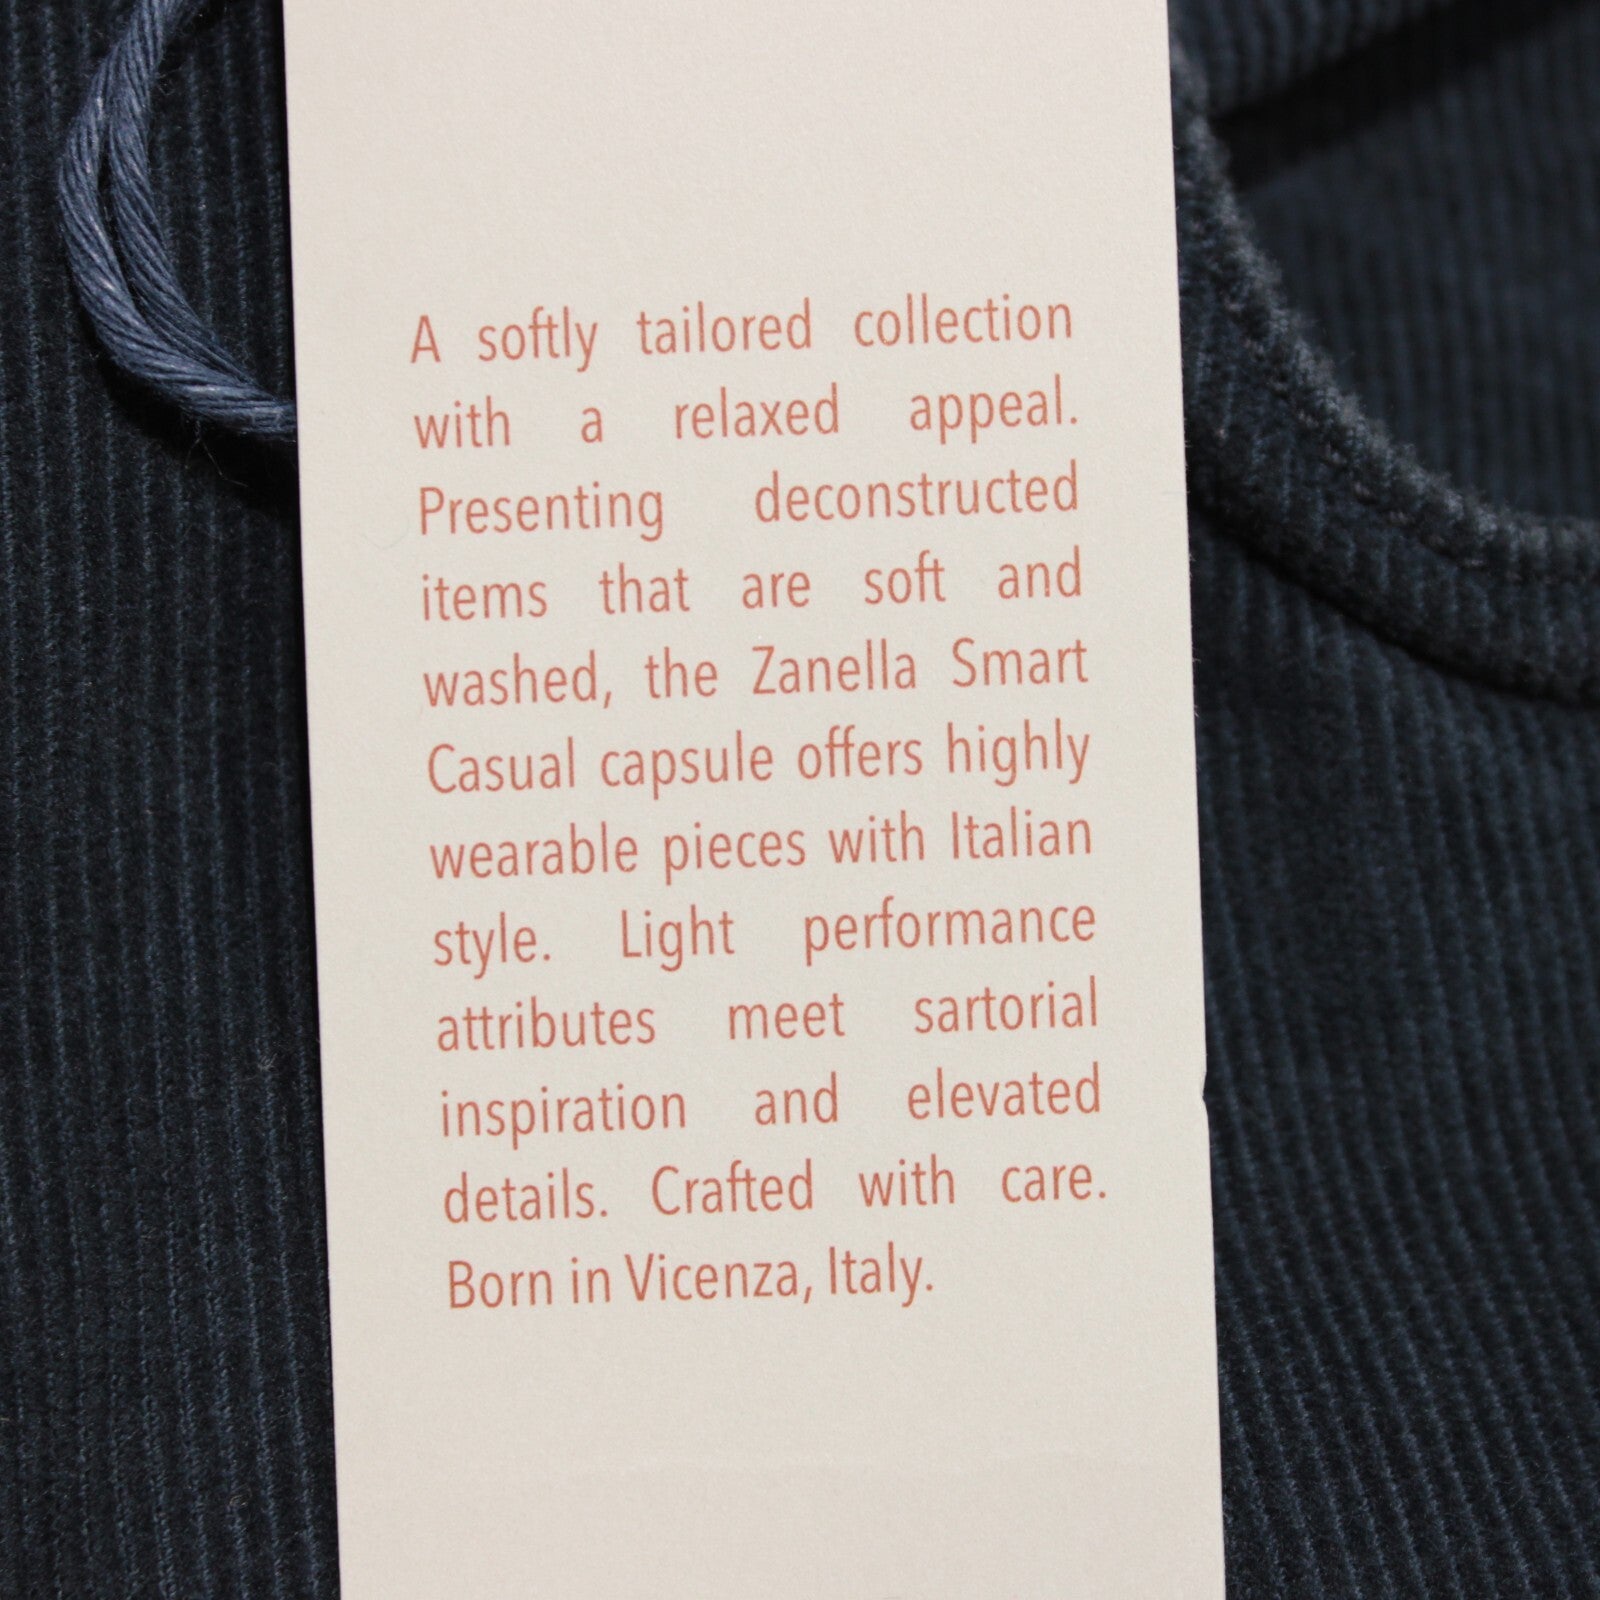 A softly tailored collection
with a relaxed appeal.
Presenting deconstructed
items that are soft and
washed, the Zanella Smart
Casual capsule offers highly
wearable pieces with Italian
style. Light performance
attributes meet sartorial
inspiration and elevated
details. Crafted with care.
Born in Vicenza, Italy.